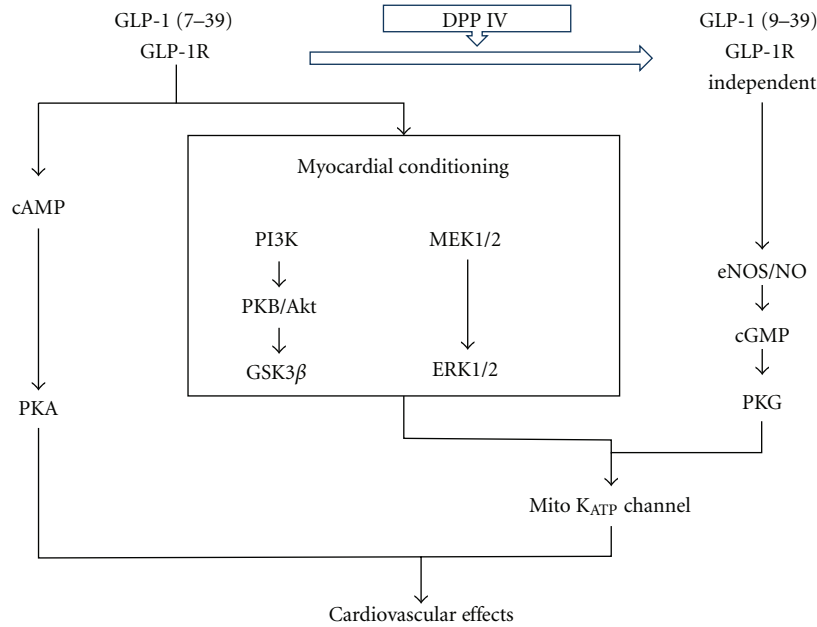 GLP-1 (7–39)
GLP-1R
DPP IV
GLP-1 (9–39)
GLP-1R
independent
Myocardial conditioning
cAMP
PI3K
MEK1/2
eNOS/NO
PKB/Akt
cGMP
GSK3β
ERK1/2
PKA
PKG
Mito KATP channel
Cardiovascular effects